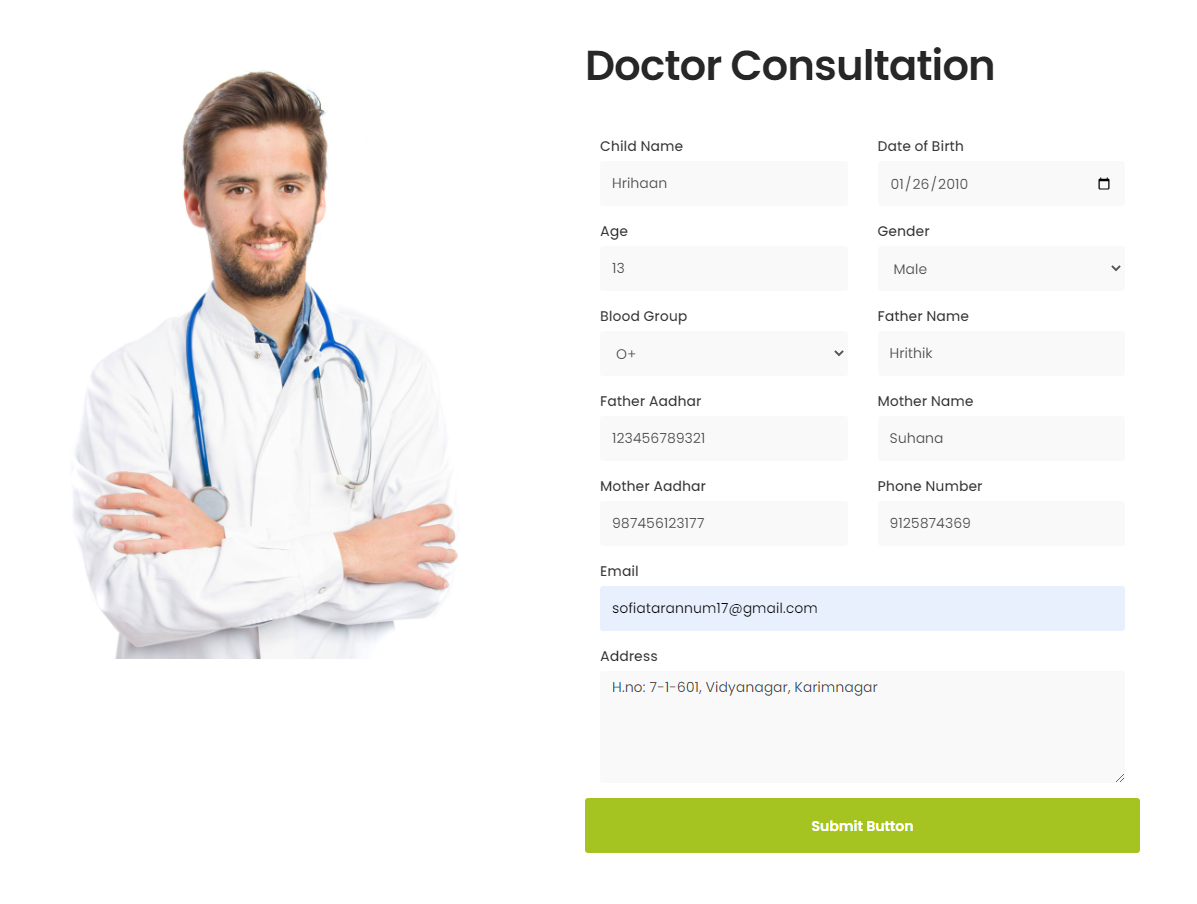 Doctor Consultation
Child Name
Date of Birth
Hrihaan
01/26/2010
Age
Gender
13
Male
Blood Group
Father Name
O+
Hrithik
Father Aadhar
Mother Name
123456789321
Suhana
Mother Aadhar
Phone Number
987456123177
9125874369
Email
sofiatarannum17@gmail.com
Address
H.no: 7-1-601, Vidyanagar, Karimnagar
Submit Button